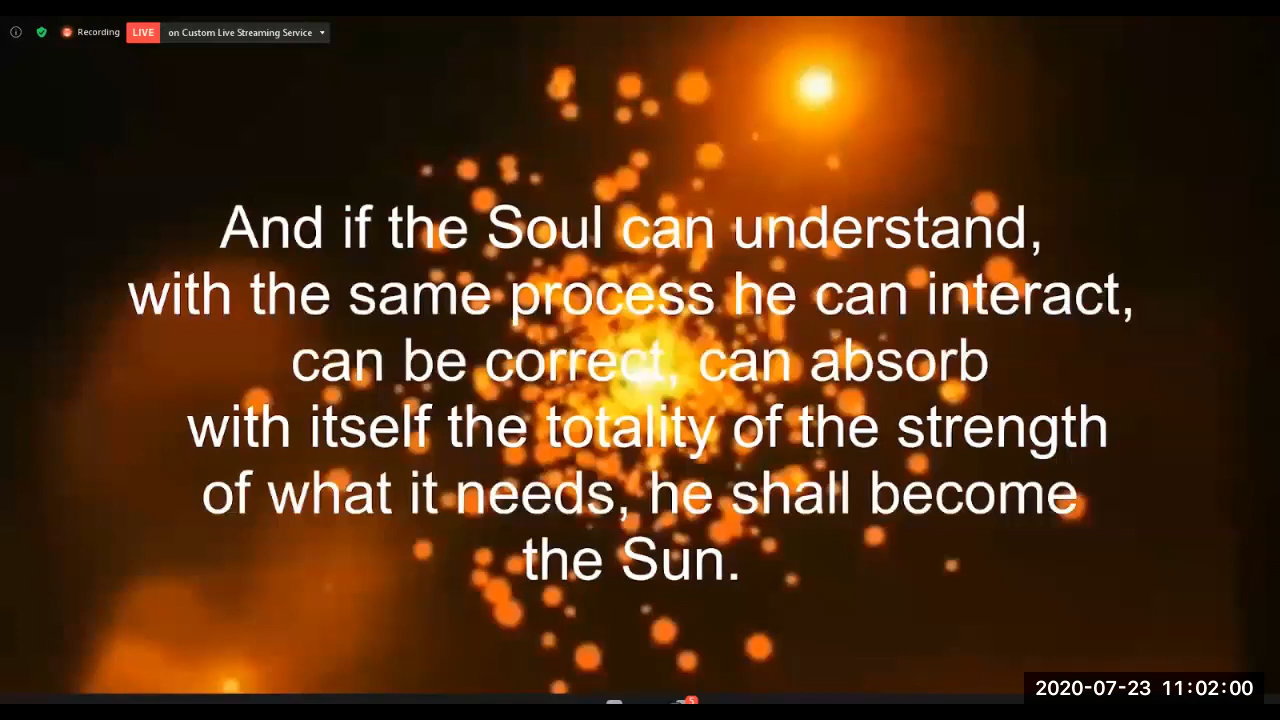 Recording LIVE on Custom Live Streaming Service
And if the Soul can understand,
with the same process he can interact,
can be correct, can absorb
with itself the totality of the strength
of what it needs, he shall become
the Sun.
5
2020-07-23 11:02:00